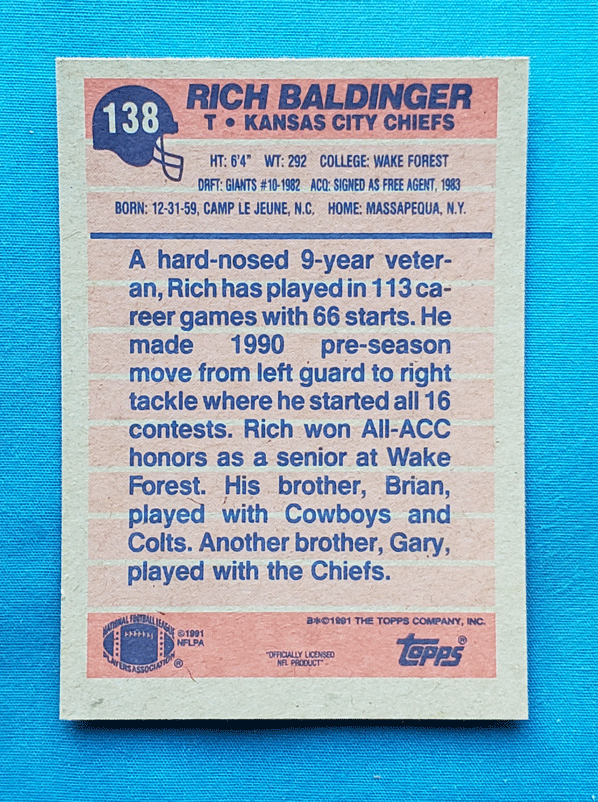 138
RICH BALDINGER
T • KANSAS CITY CHIEFS
HT: 6'4" WT: 292 COLLEGE: WAKE FOREST
DRFT: GIANTS #10-1982 ACQ: SIGNED AS FREE AGENT, 1983
BORN: 12-31-59, CAMP LE JEUNE, N.C. HOME: MASSAPEQUA, N.Y.
A hard-nosed 9-year veter-
an, Rich has played in 113 ca-
reer games with 66 starts. He
made 1990 pre-season
move from left guard to right
tackle where he started all 16
contests. Rich won All-ACC
honors as a senior at Wake
Forest. His brother, Brian,
played with Cowboys and
Colts. Another brother, Gary,
played with the Chiefs.
B*©1991 THE TOPPS COMPANY, INC.
NATIONAL FOOTBALL LEAGUE
PLAYERS ASSOCIATION ®
©1991
NFLPA
"OFFICIALLY LICENSED
NFL PRODUCT"
TOPPS®